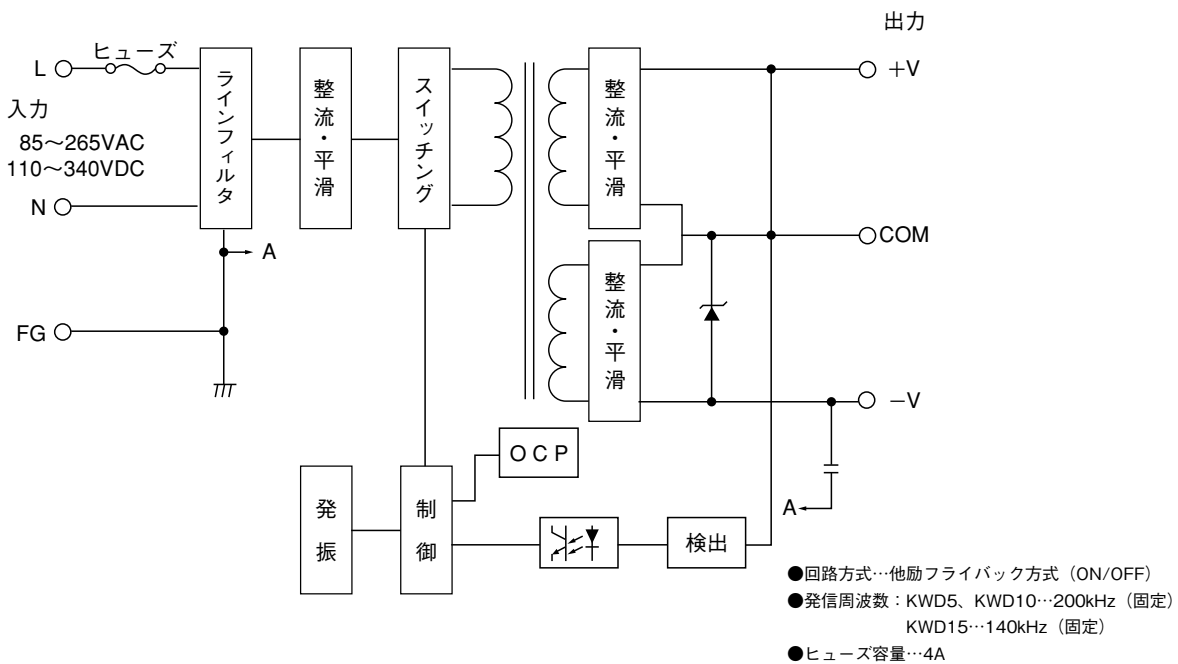 出力
ヒューズ
L
+V
入力
85～265VAC
110～340VDC
N
FG
ラインフィルタ
整流・平滑
スイッチング
整流・平滑
整流・平滑
A
COM
−V
OCP
発振
制御
検出
A
●回路方式…他励フライバック方式（ON/OFF）
●発信周波数：KWD5、KWD10…200kHz（固定）
KWD15…140kHz（固定）
●ヒューズ容量…4A